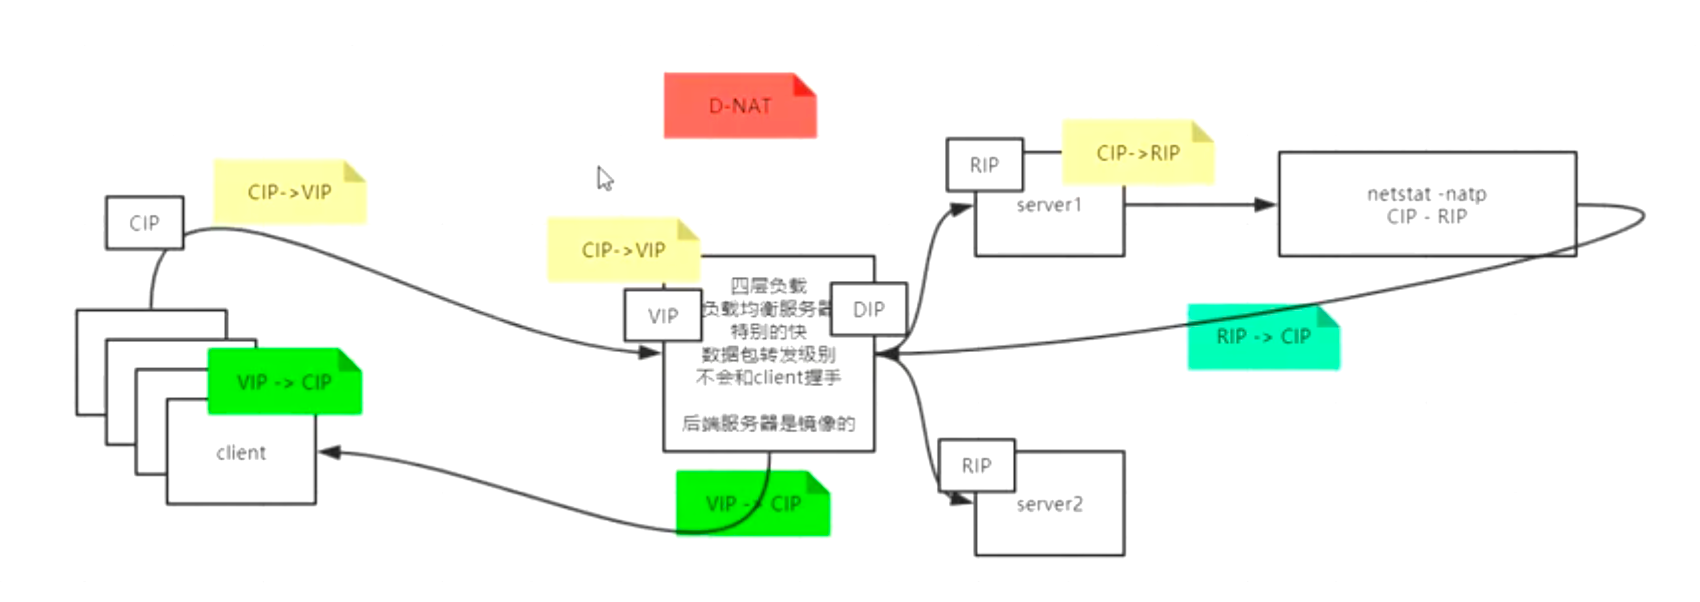 D-NAT
CIP->VIP
CIP
CIP->VIP
VIP
四层负载
负载均衡服务器
特别的快
数据包转发级别
不会和client握手
后端服务器是镜像的
DIP
RIP
CIP->RIP
server1
netstat -natp
CIP - RIP
RIP -> CIP
VIP -> CIP
client
VIP -> CIP
RIP
server2